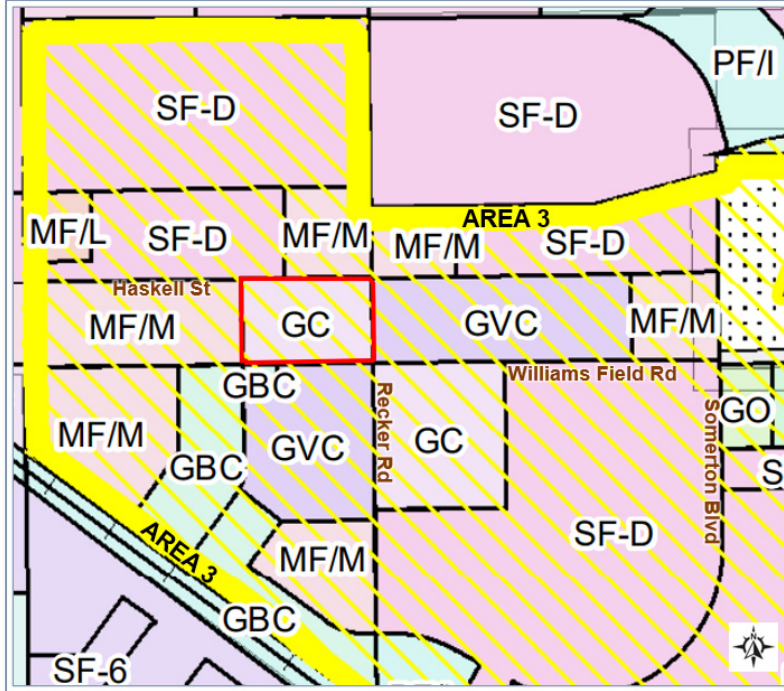 PF/I
SF-D
SF-D
AREA 3
MF/L
SF-D
MF/M
MF/M
SF-D
Haskell St
MF/M
GC
GVC
MF/M
Williams Field Rd
GBC
Recker Rd
Somerton Blvd
MF/M
GVC
GC
GO
GBC
S
SF-D
AREA 3
MF/M
GBC
SF-6